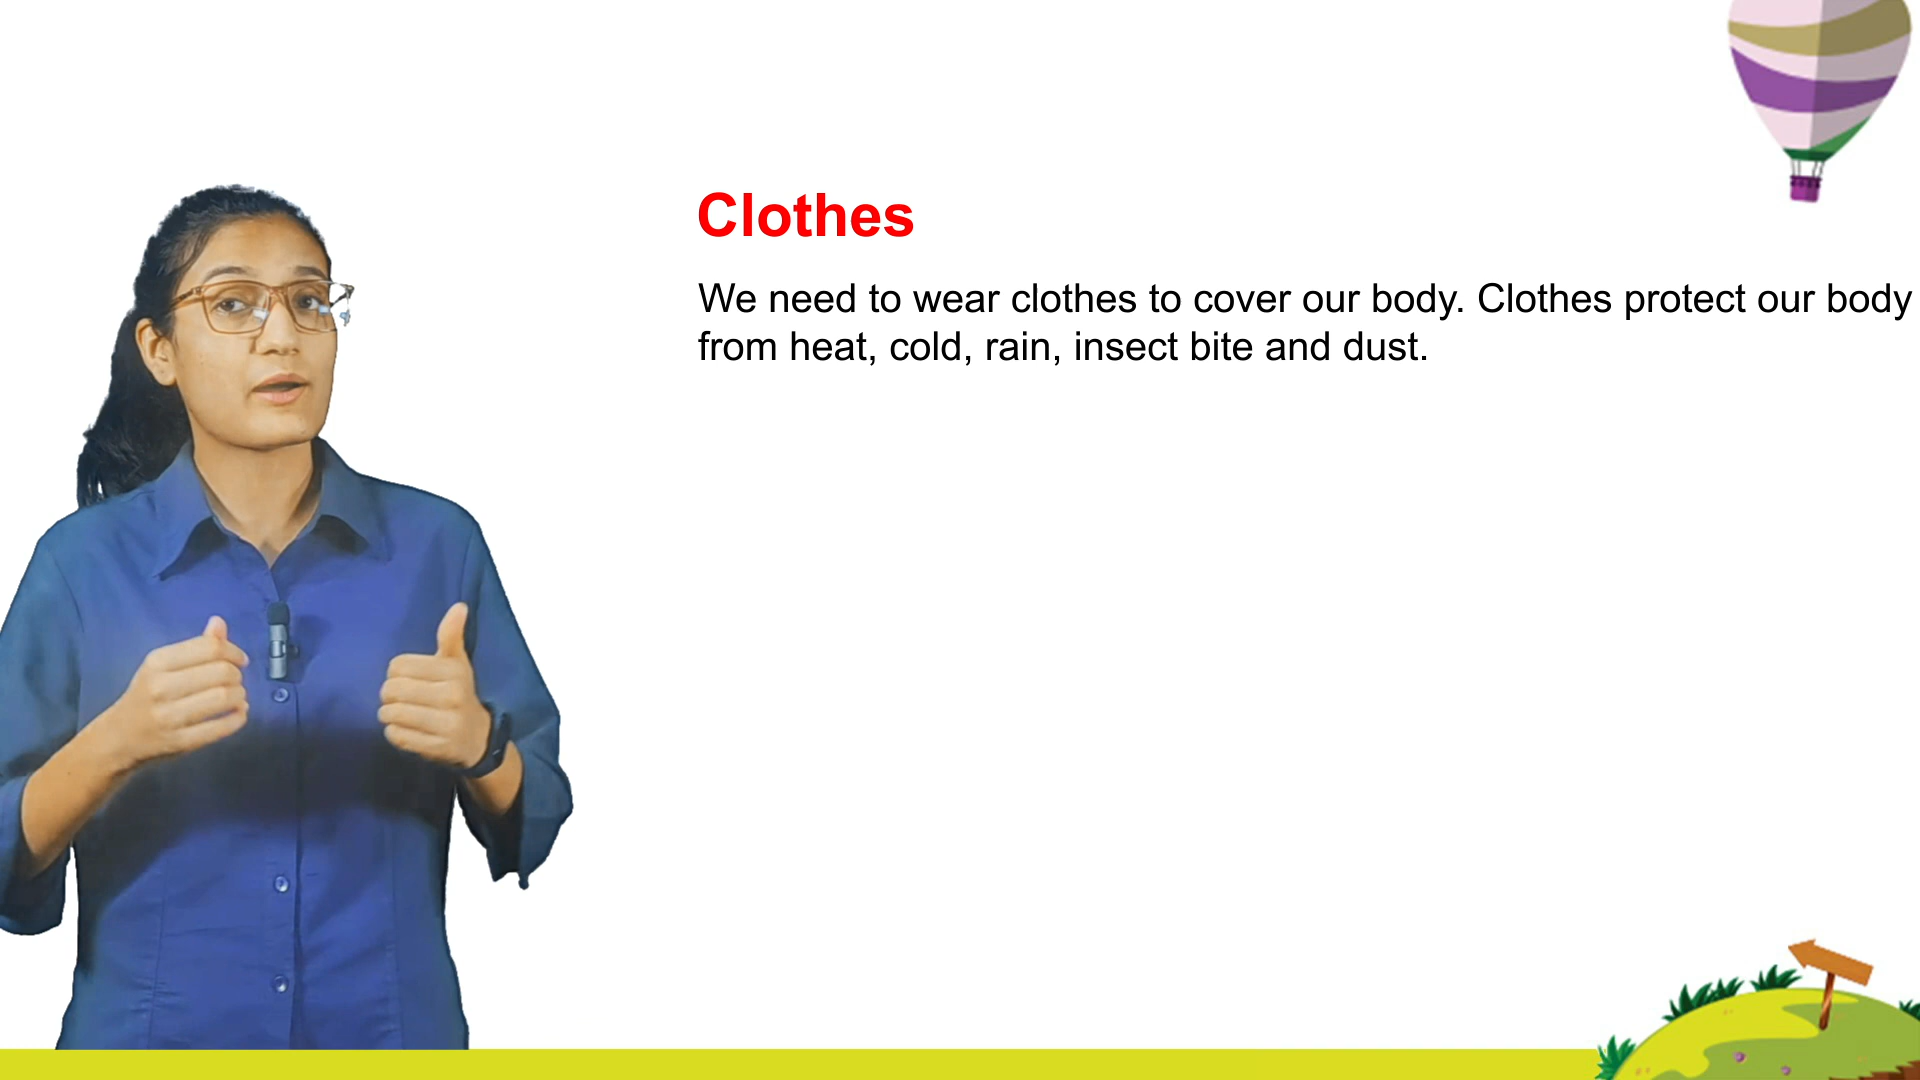 Clothes
We need to wear clothes to cover our body. Clothes protect our body
from heat, cold, rain, insect bite and dust.